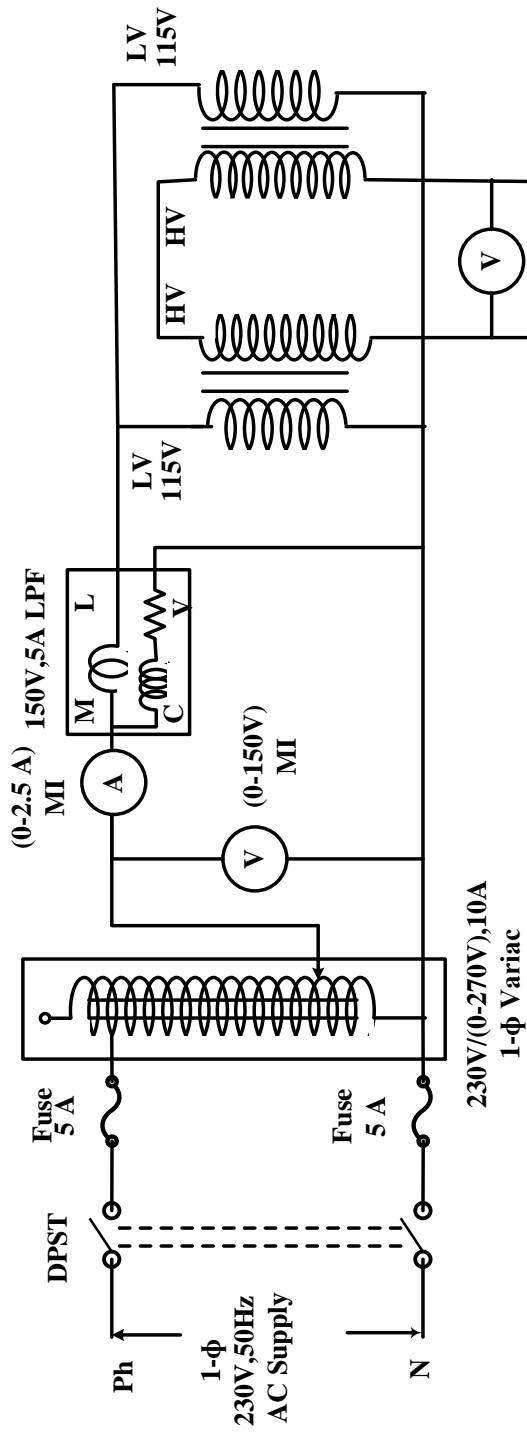 Ph
1-ϕ
230V,50Hz
AC Supply
N
DPST
Fuse
5 A
Fuse
5 A
230V/(0-270V),10A
1-ϕ Variac
(0-2.5 A)
MI
A
V
(0-150V)
MI
150V,5A LPF
M
L
C
V
LV
115V
HV
HV
LV
115V
V